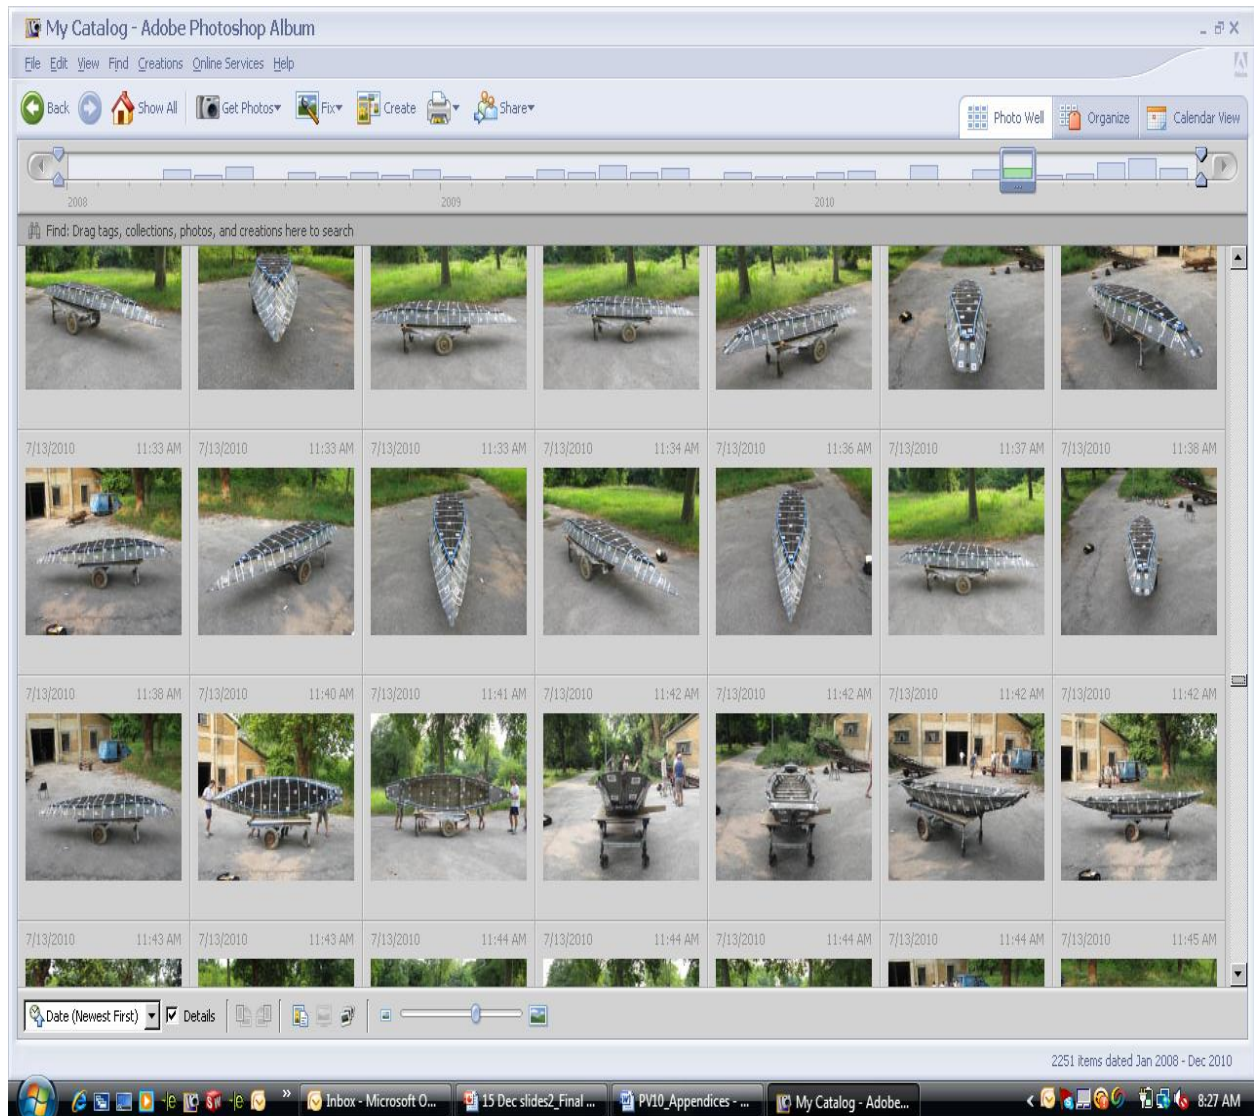 My Catalog - Adobe Photoshop Album
File Edit View Find Creations Online Services Help
Back Show All Get Photos Fix Create Share
Photo Well Organize Calendar View
2008 2009 2010
Find: Drag tags, collections, photos, and creations here to search
7/13/2010 11:33 AM 7/13/2010 11:33 AM 7/13/2010 11:33 AM 7/13/2010 11:34 AM 7/13/2010 11:36 AM 7/13/2010 11:37 AM 7/13/2010 11:38 AM
7/13/2010 11:38 AM 7/13/2010 11:40 AM 7/13/2010 11:41 AM 7/13/2010 11:42 AM 7/13/2010 11:42 AM 7/13/2010 11:42 AM 7/13/2010 11:42 AM
7/13/2010 11:43 AM 7/13/2010 11:43 AM 7/13/2010 11:44 AM 7/13/2010 11:44 AM 7/13/2010 11:44 AM 7/13/2010 11:44 AM 7/13/2010 11:45 AM
Date (Newest First) Details
2251 items dated Jan 2008 - Dec 2010
Inbox - Microsoft O... 15 Dec slides2_Final ... PV10_Appendices - ... My Catalog - Adobe... 8:27 AM